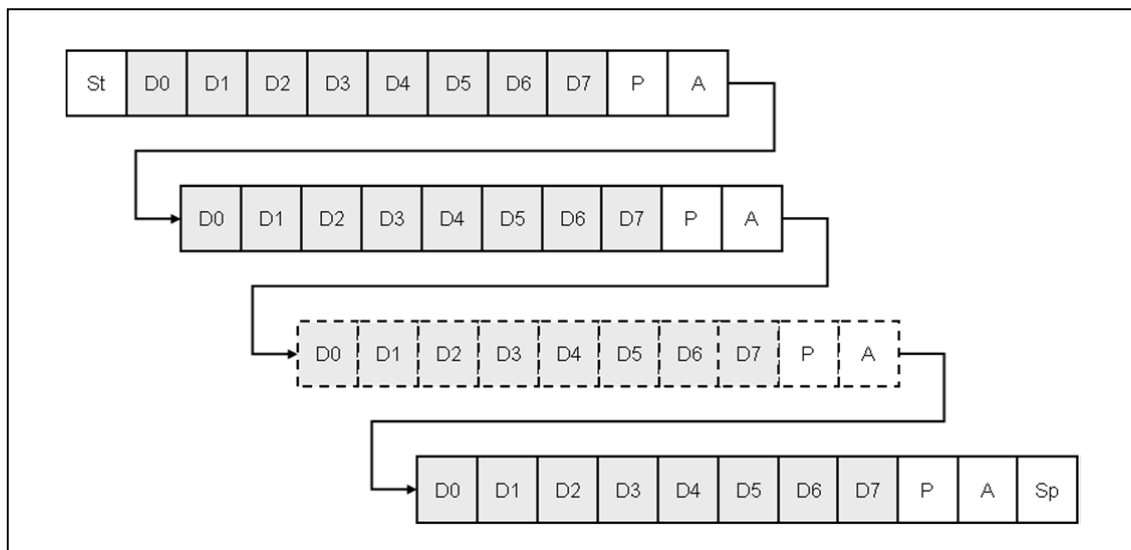 St D0 D1 D2 D3 D4 D5 D6 D7 P A
D0 D1 D2 D3 D4 D5 D6 D7 P A
D0 D1 D2 D3 D4 D5 D6 D7 P A
D0 D1 D2 D3 D4 D5 D6 D7 P A Sp